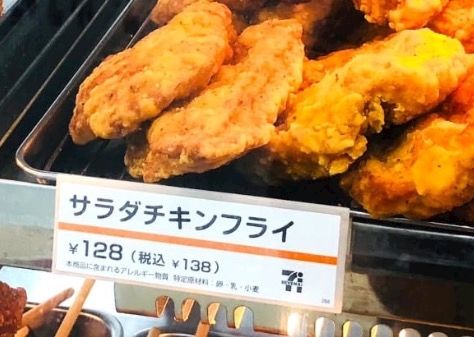 サラダチキンフライ
¥128(税込 ¥138)
本商品に含まれるアレルギー物質 特定原材料:卵・乳・小麦